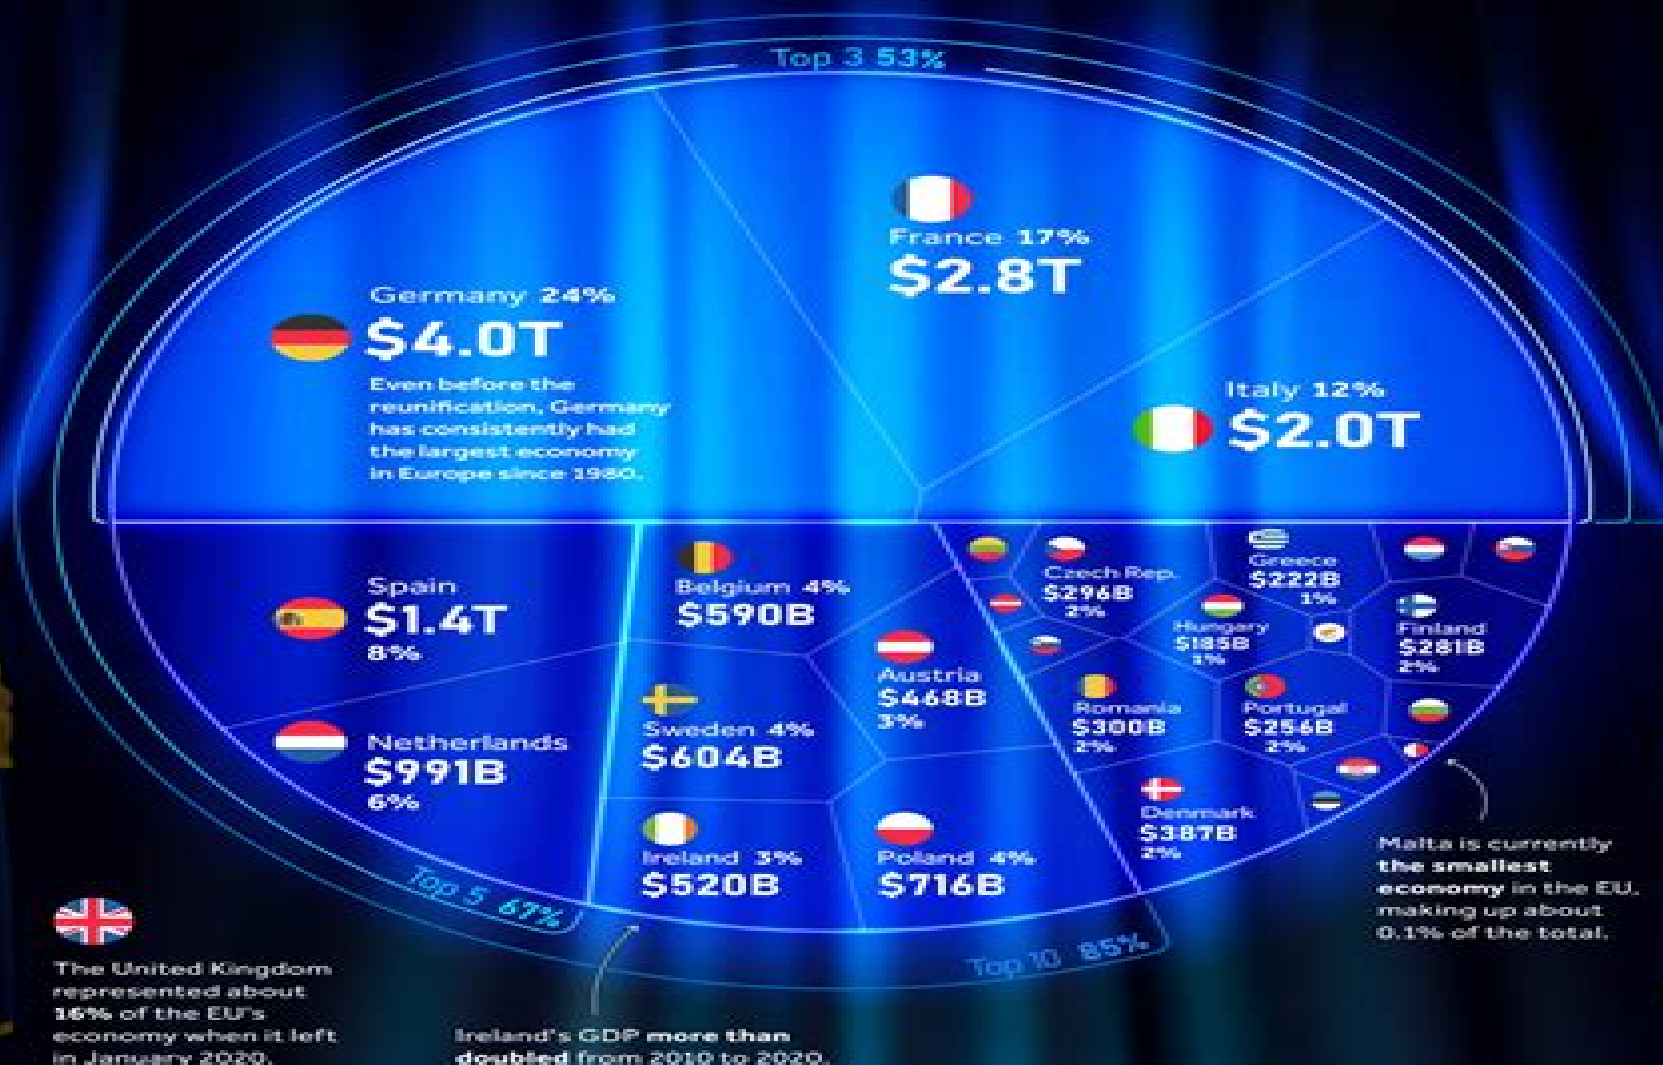 Top 3 53%
France 17%
$2.8T
Germany 24%
$4.0T
Even before the
reunification, Germany
has consistently had
the largest economy
in Europe since 1980.
Italy 12%
$2.0T
Spain
$1.4T
8%
Netherlands
$991B
6%
Belgium 4%
$590B
Sweden 4%
$604B
Ireland 3%
$520B
Austria
$468B
3%
Poland 4%
$716B
Czech Rep.
$296B
2%
Greece
$222B
1%
Hungary
$185B
1%
Finland
$281B
2%
Romania
$300B
2%
Portugal
$256B
2%
Denmark
$387B
2%
Top 5 67%
Top 10 85%
Malta is currently
the smallest
economy in the EU,
making up about
0.1% of the total.
The United Kingdom
represented about
16% of the EU's
economy when it left
in January 2020.
Ireland's GDP more than
doubled from 2010 to 2020.